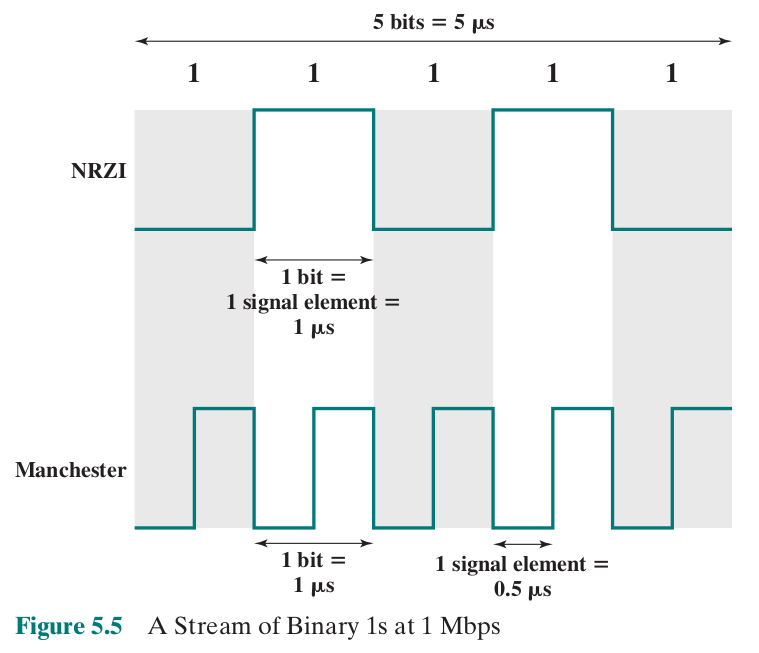 5 bits = 5 μs
1 1 1 1 1
NRZI
1 bit =
1 signal element =
1 μs
Manchester
1 bit =
1 μs
1 signal element =
0.5 μs
Figure 5.5 A Stream of Binary 1s at 1 Mbps